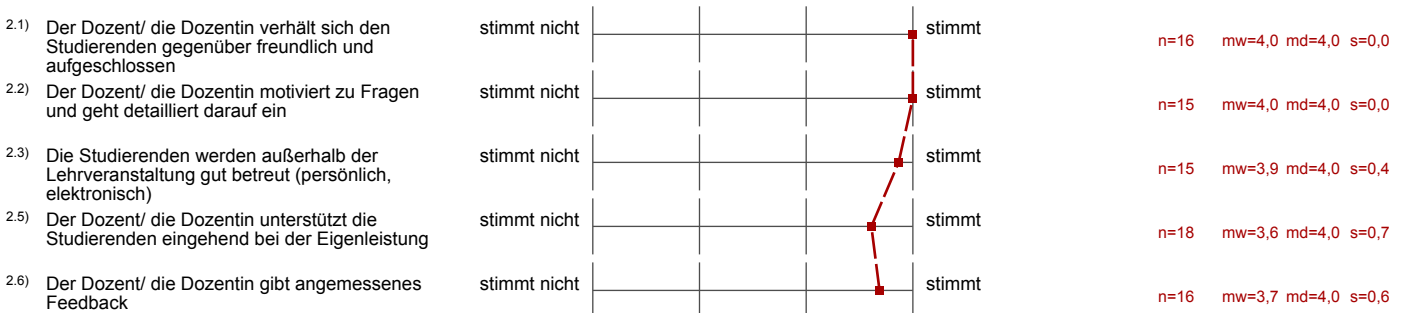 2.1) Der Dozent/ die Dozentin verhält sich den
Studierenden gegenüber freundlich und
aufgeschlossen
stimmt nicht stimmt n=16 mw=4,0 md=4,0 s=0,0
2.2) Der Dozent/ die Dozentin motiviert zu Fragen
und geht detailliert darauf ein
stimmt nicht stimmt n=15 mw=4,0 md=4,0 s=0,0
2.3) Die Studierenden werden außerhalb der
Lehrveranstaltung gut betreut (persönlich,
elektronisch)
stimmt nicht stimmt n=15 mw=3,9 md=4,0 s=0,4
2.5) Der Dozent/ die Dozentin unterstützt die
Studierenden eingehend bei der Eigenleistung
stimmt nicht stimmt n=18 mw=3,6 md=4,0 s=0,7
2.6) Der Dozent/ die Dozentin gibt angemessenes
Feedback
stimmt nicht stimmt n=16 mw=3,7 md=4,0 s=0,6